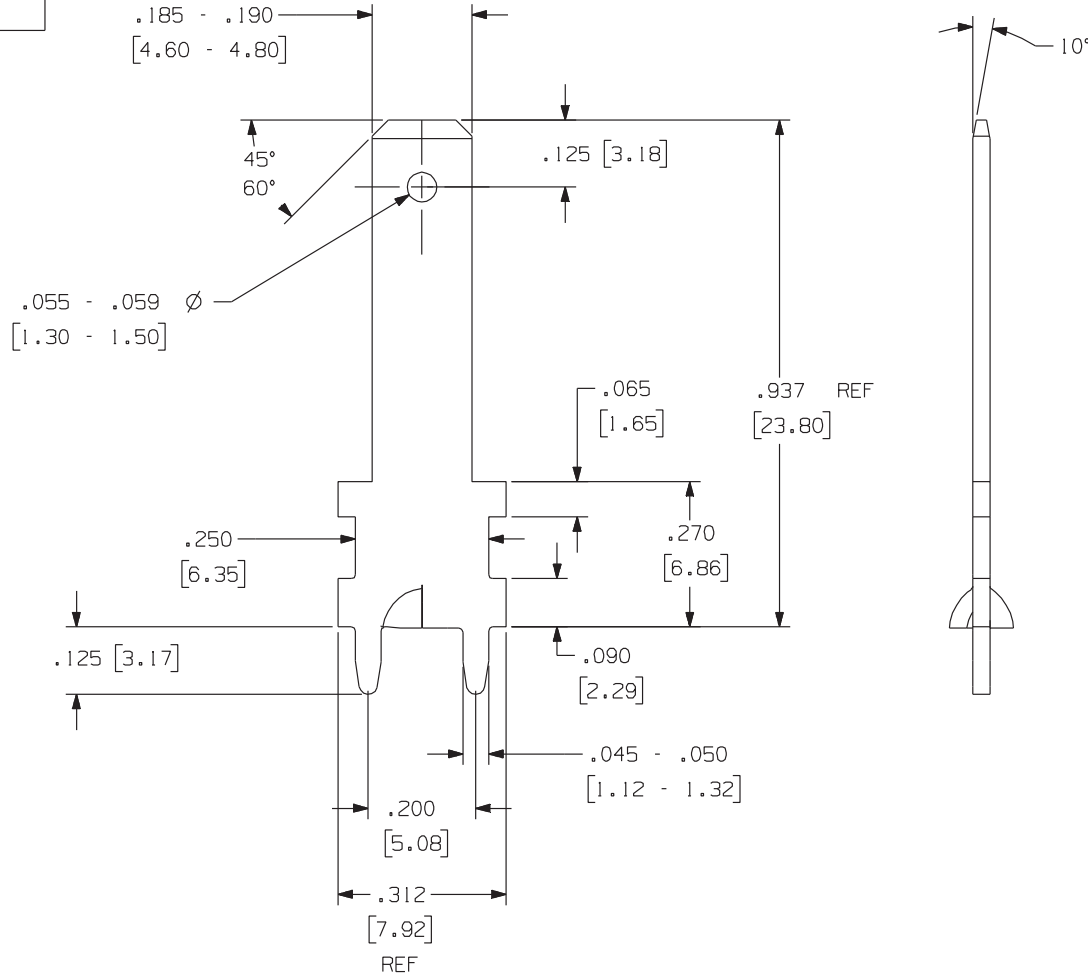 .185 - .190
[4.60 - 4.80]
10°
.125 [3.18]
45°
60°
.055 - .059 Ø
[1.30 - 1.50]
.065
[1.65]
.937 REF
[23.80]
.250
[6.35]
.270
[6.86]
.125 [3.17]
.090
[2.29]
.045 - .050
[1.12 - 1.32]
.200
[5.08]
.312
[7.92]
REF